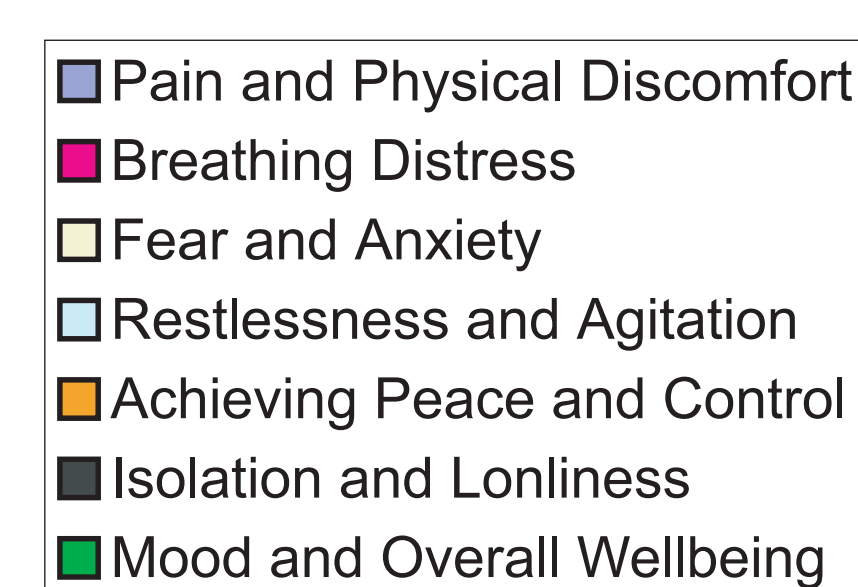 Pain and Physical Discomfort
Breathing Distress
Fear and Anxiety
Restlessness and Agitation
Achieving Peace and Control
Isolation and Lonliness
Mood and Overall Wellbeing